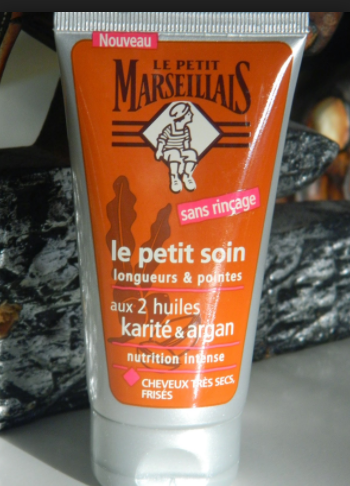 Nouveau
LE PETIT
MARSEILLAIS
sans rinçage
le petit soin
longueurs & pointes
aux 2 huiles
karité & argan
nutrition intense
CHEVEUX TRÈS SECS,
FRISÉS